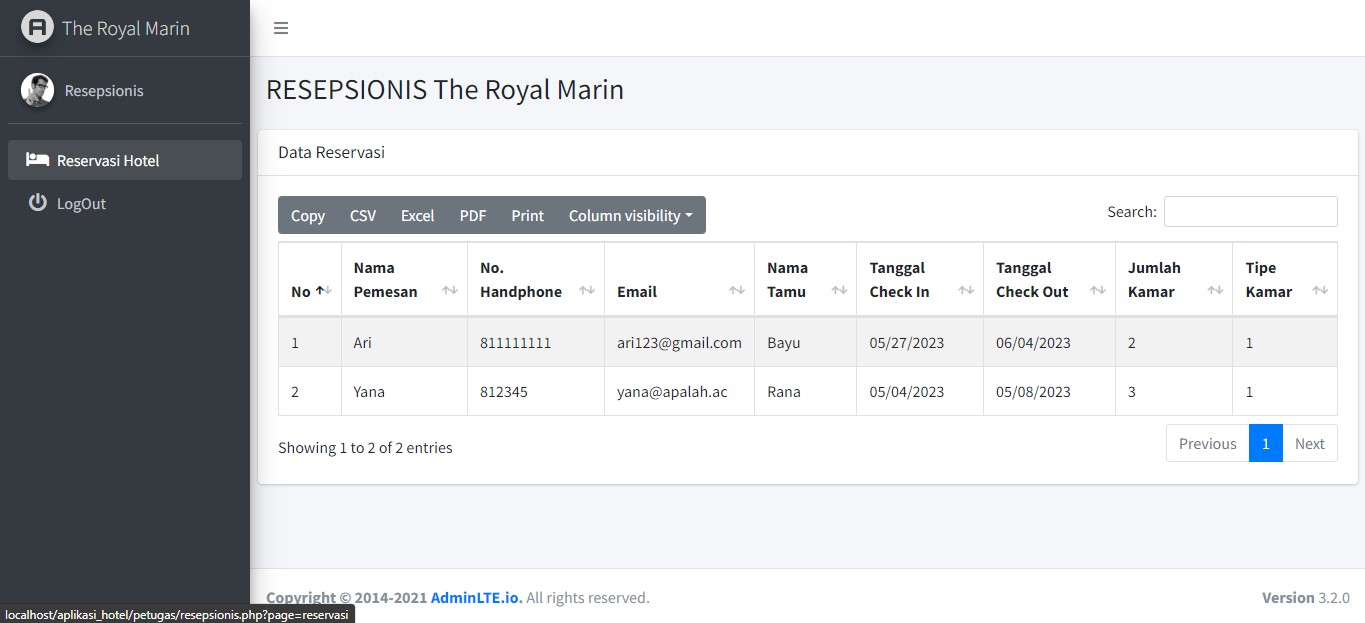 The Royal Marin
Resepsionis
Reservasi Hotel
LogOut
RESEPSIONIS The Royal Marin
Data Reservasi
Copy CSV Excel PDF Print Column visibility
Search:
No Nama Pemesan No. Handphone Email Nama Tamu Tanggal Check In Tanggal Check Out Jumlah Kamar Tipe Kamar
1 Ari 811111111 ari123@gmail.com Bayu 05/27/2023 06/04/2023 2 1
2 Yana 812345 yana@apalah.ac Rana 05/04/2023 05/08/2023 3 1
Showing 1 to 2 of 2 entries
Previous 1 Next
Copyright © 2014-2021 AdminLTE.io. All rights reserved.
Version 3.2.0
localhost/aplikasi_hotel/petugas/resepsionis.php?page=reservasi